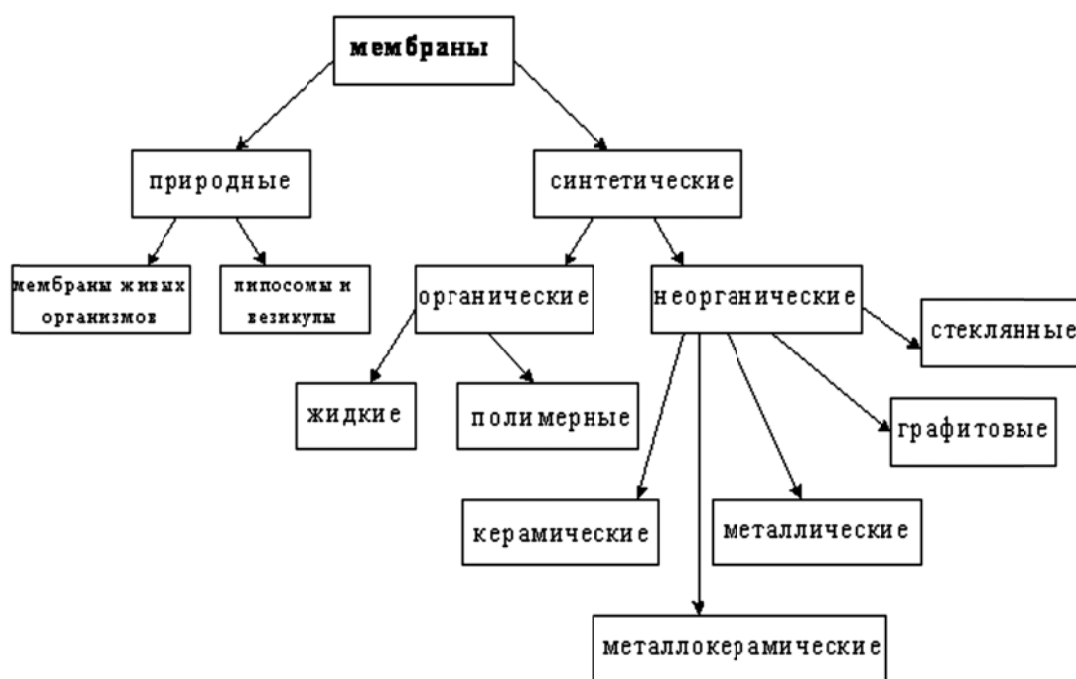 мембраны
природные
синтетические
мембраны живых
организмов
липосомы и
везикулы
органические
неорганические
стеклянные
жидкие
полимерные
графитовые
керамические
металлические
металлокерамические